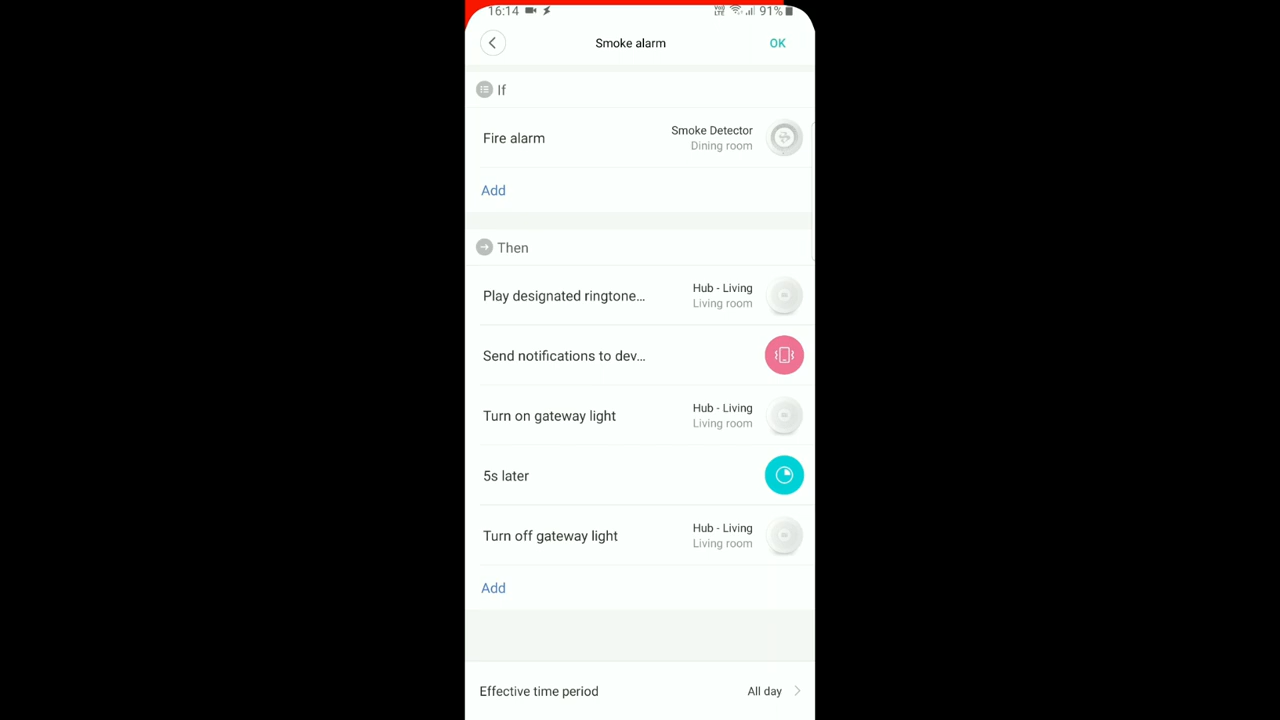 16:14 VoD LTE 91%
Smoke alarm OK
If
Fire alarm Smoke Detector
Dining room
Add
Then
Play designated ringtone... Hub - Living
Living room
Send notifications to dev...
Turn on gateway light Hub - Living
Living room
5s later
Turn off gateway light Hub - Living
Living room
Add
Effective time period All day